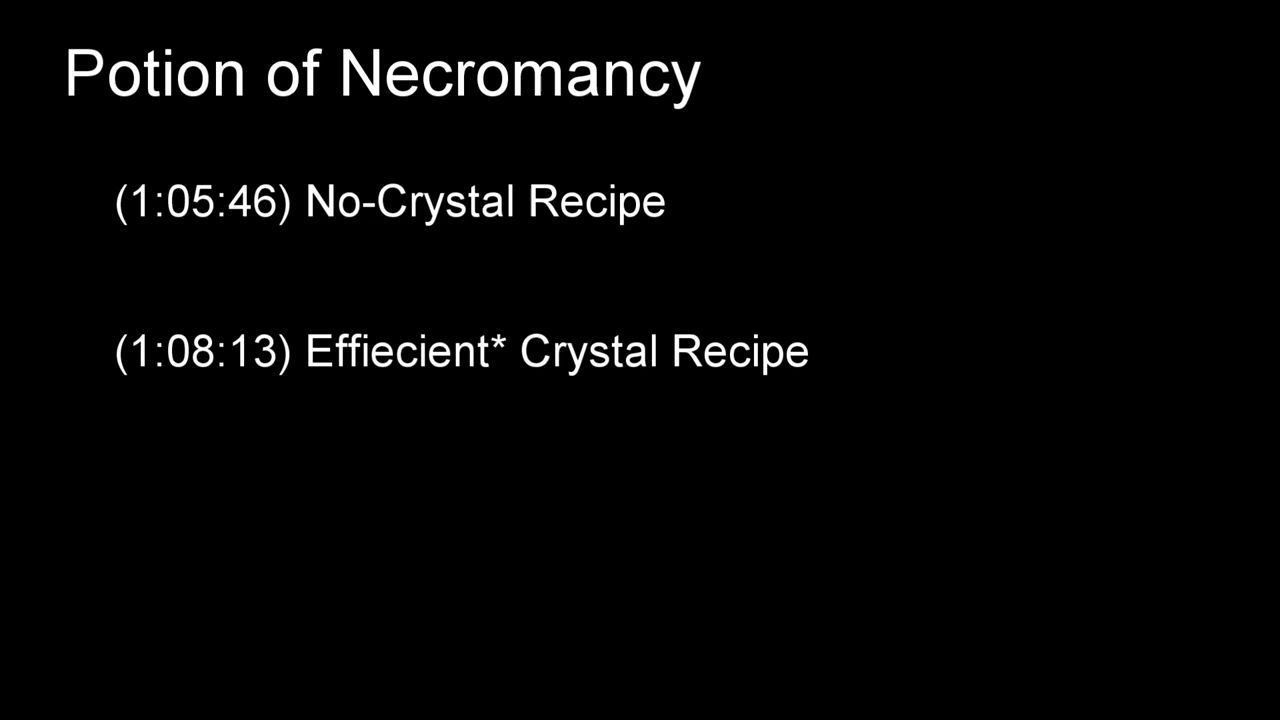 Potion of Necromancy
(1:05:46) No-Crystal Recipe
(1:08:13) Effiecient* Crystal Recipe